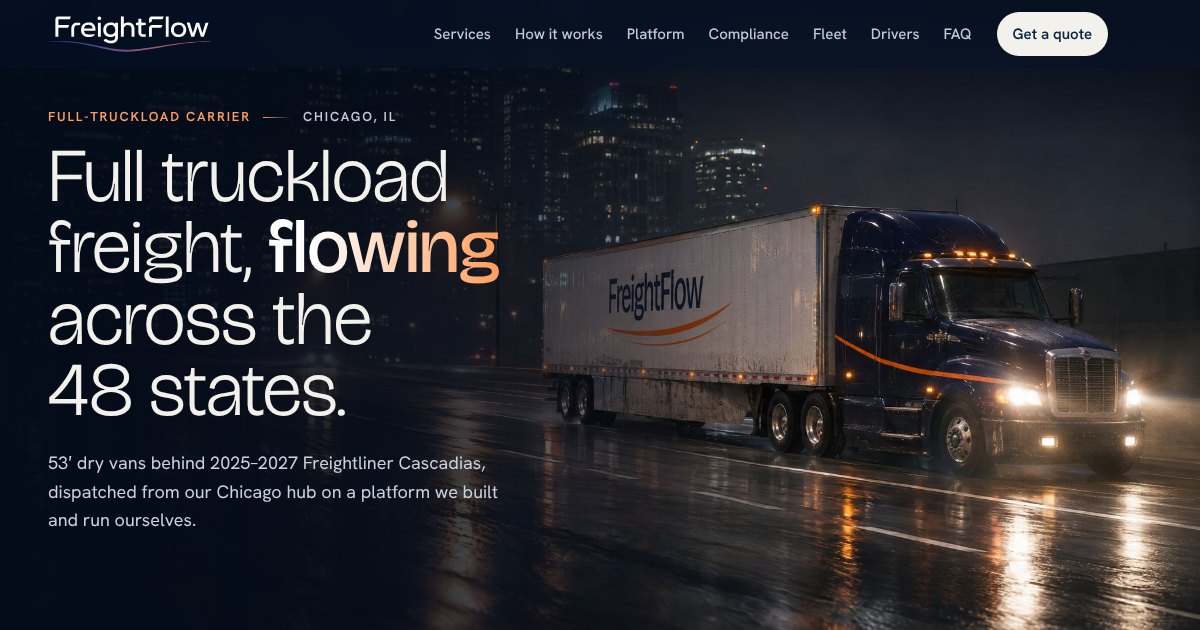 FreightFlow
Services How it works Platform Compliance Fleet Drivers FAQ Get a quote
FULL-TRUCKLOAD CARRIER — CHICAGO, IL
Full truckload
freight, flowing
across the
48 states.
53′ dry vans behind 2025–2027 Freightliner Cascadias,
dispatched from our Chicago hub on a platform we built
and run ourselves.
FreightFlow